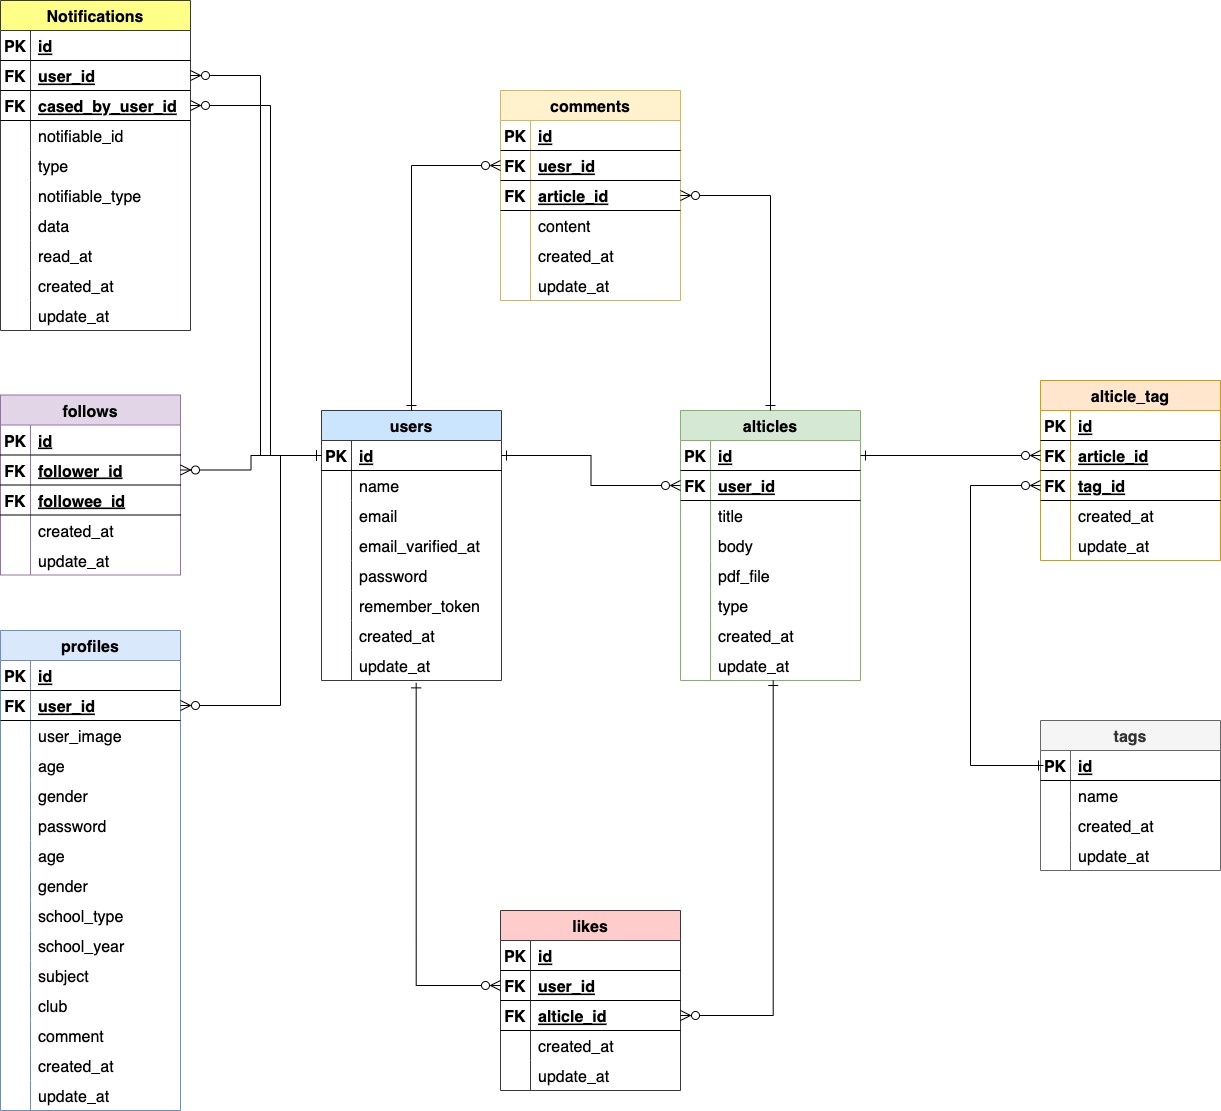 Notifications
PK id
FK user_id
FK cased_by_user_id
notifiable_id
type
notifiable_type
data
read_at
created_at
update_at
comments
PK id
FK uesr_id
FK article_id
content
created_at
update_at
follows
PK id
FK follower_id
FK followee_id
created_at
update_at
users
PK id
name
email
email_varified_at
password
remember_token
created_at
update_at
alticles
PK id
FK user_id
title
body
pdf_file
type
created_at
update_at
alticle_tag
PK id
FK article_id
FK tag_id
created_at
update_at
profiles
PK id
FK user_id
user_image
age
gender
password
age
gender
school_type
school_year
subject
club
comment
created_at
update_at
tags
PK id
name
created_at
update_at
likes
PK id
FK user_id
FK alticle_id
created_at
update_at